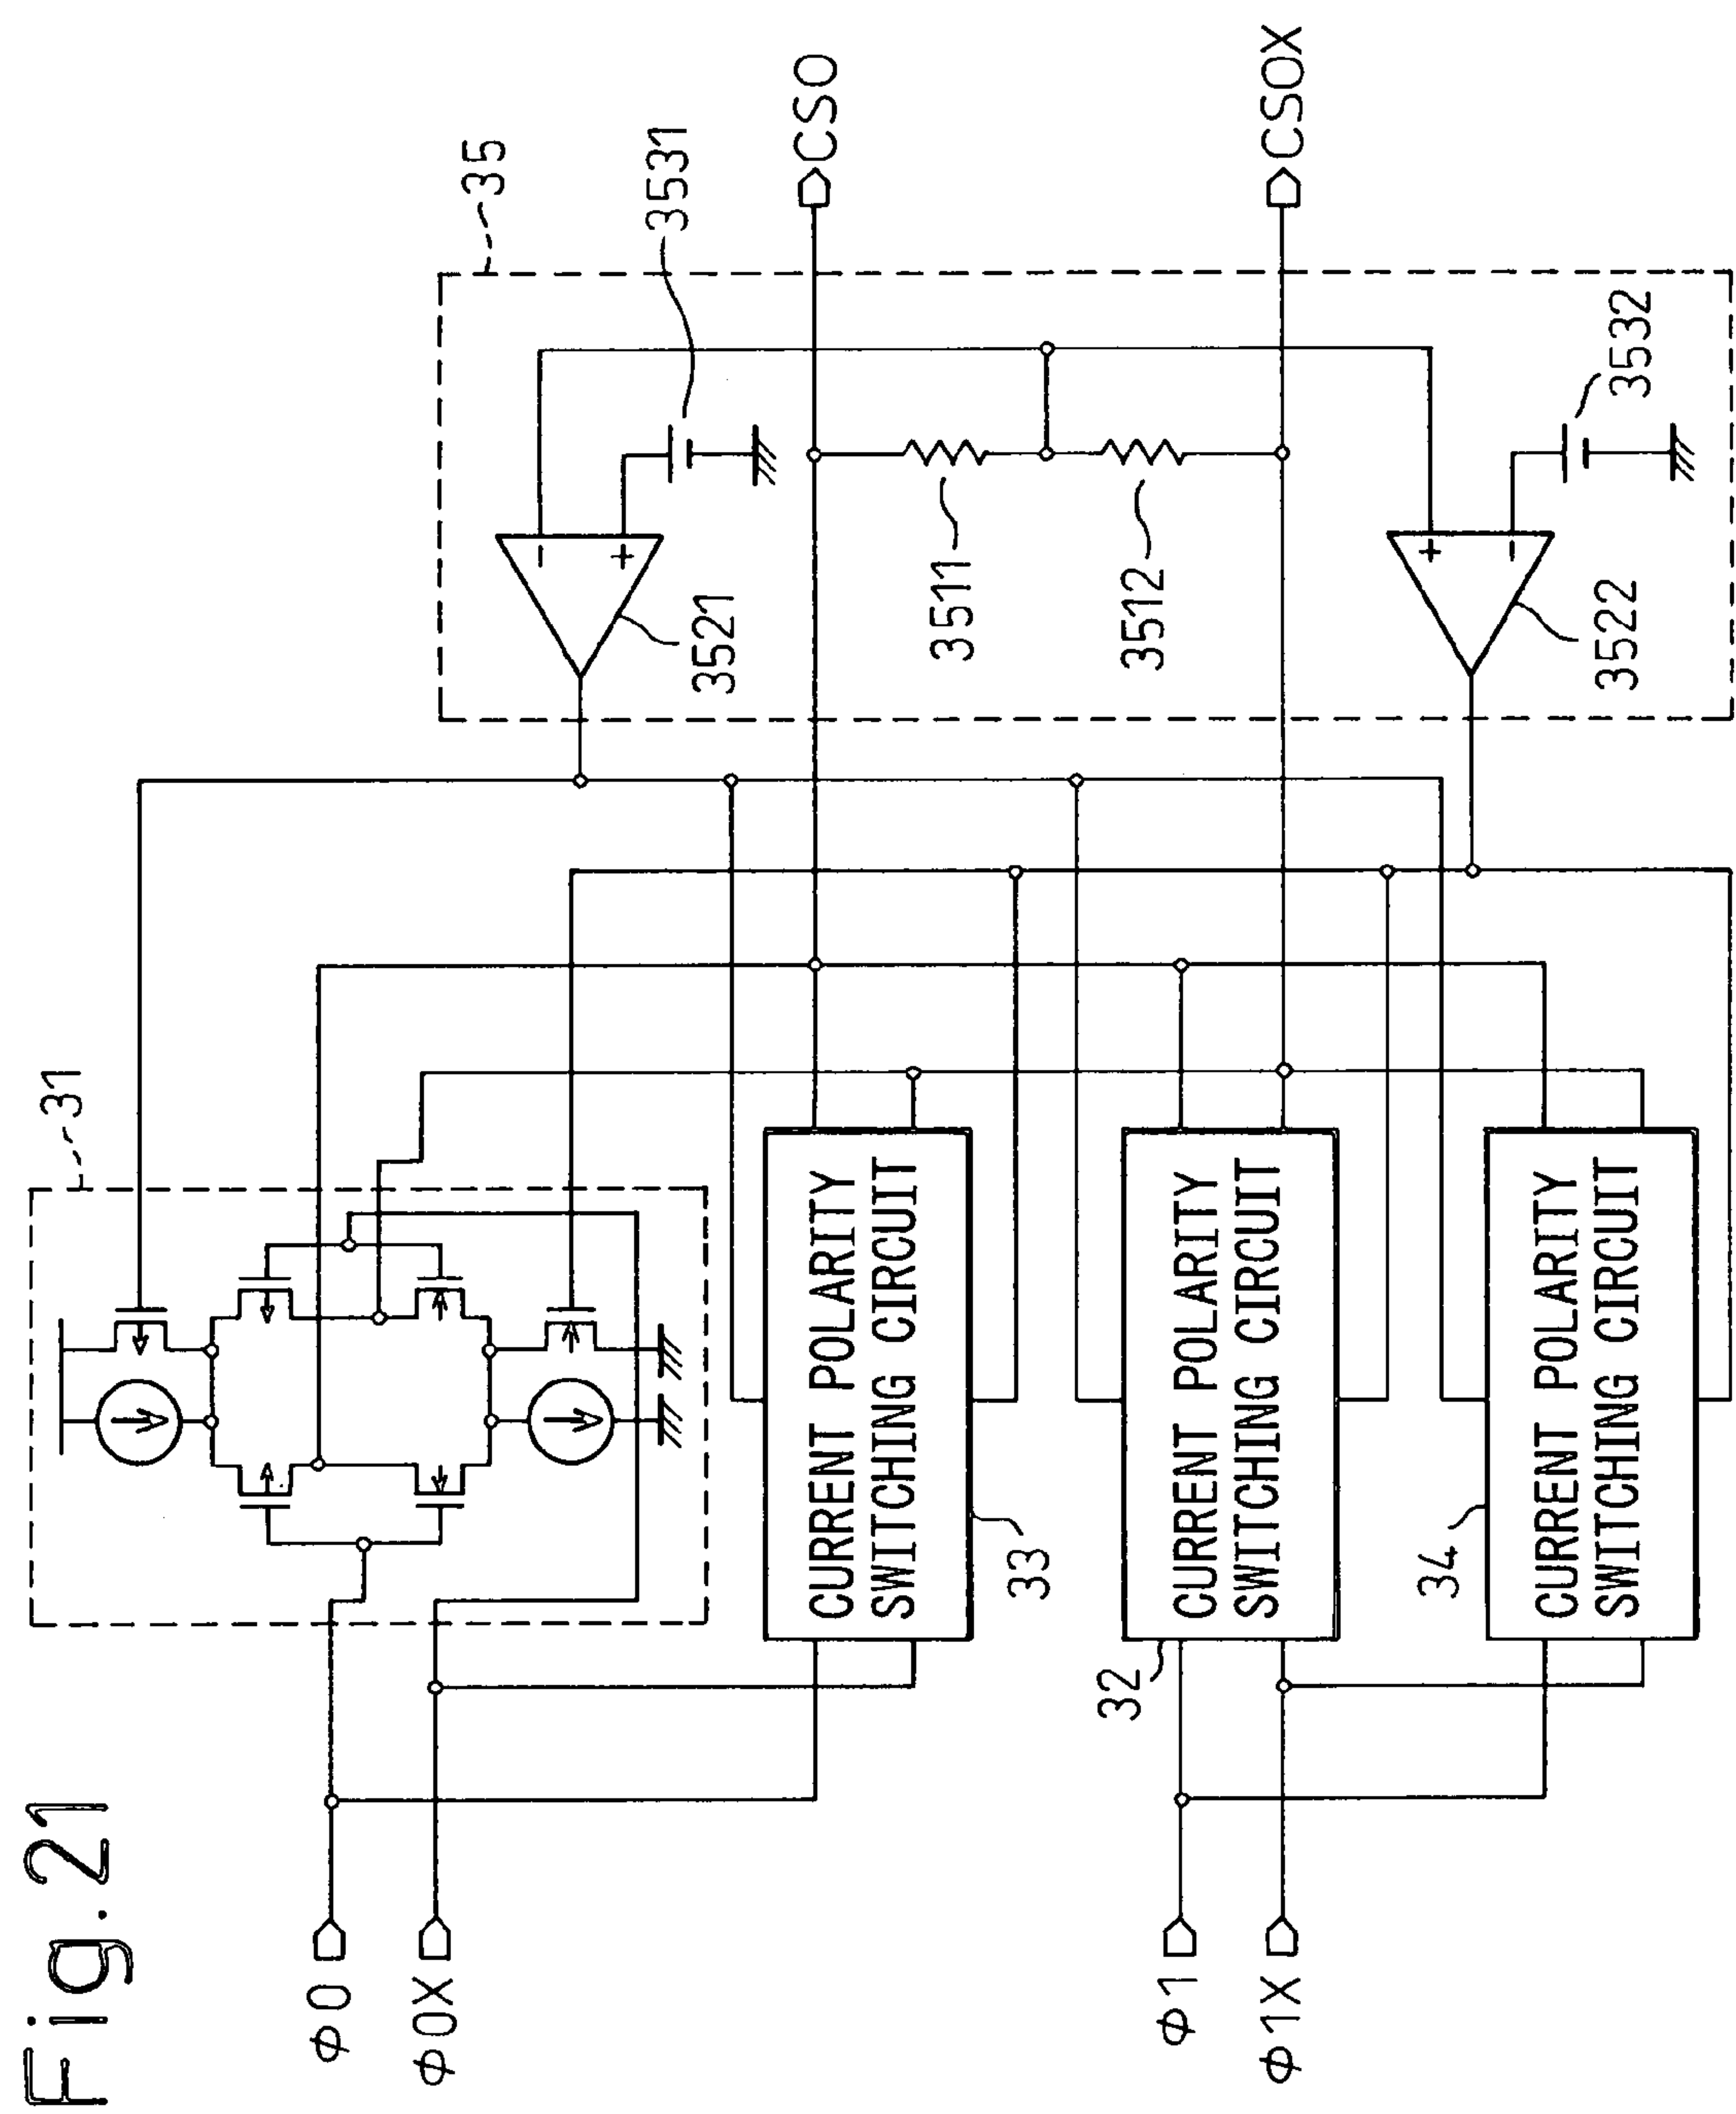 Fig.21
31
35
3531
CSO
CSOX
3521
3511
3512
3532
3522
φ0
φ0X
CURRENT POLARITY
SWITCHING CIRCUIT
33
φ1
φ1X
32
CURRENT POLARITY
SWITCHING CIRCUIT
34
CURRENT POLARITY
SWITCHING CIRCUIT
-
+
+
-